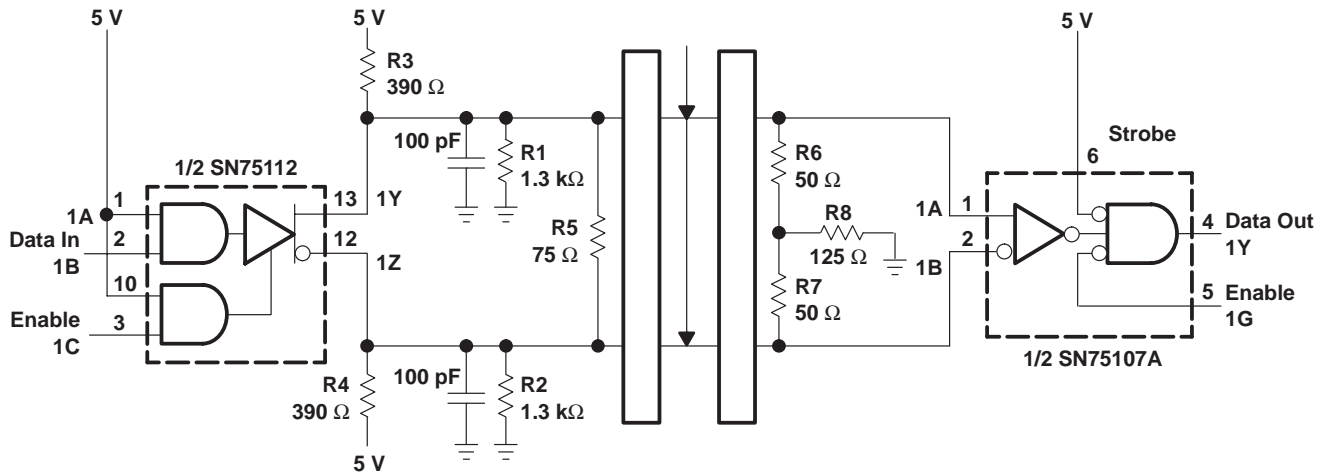 5 V
5 V
5 V
R3
390 Ω
Strobe
6
100 pF
R1
1.3 kΩ
R6
50 Ω
1/2 SN75112
13
1Y
1
1A
Data In
2
1B
12
1Z
R5
75 Ω
R8
125 Ω
1A
1
2
1B
4
Data Out
1Y
10
Enable
3
1C
R7
50 Ω
5
Enable
1G
1/2 SN75107A
R4
390 Ω
100 pF
R2
1.3 kΩ
5 V